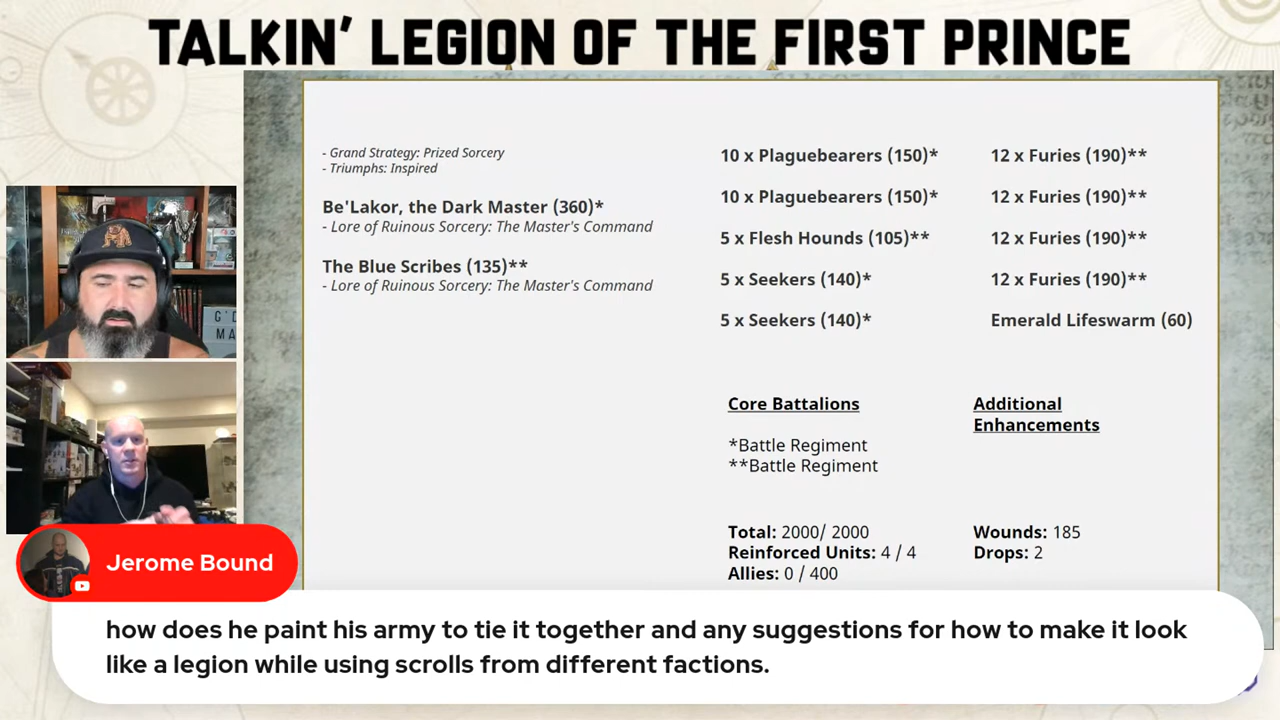 TALKIN' LEGION OF THE FIRST PRINCE
- Grand Strategy: Prized Sorcery
- Triumphs: Inspired
Be'Lakor, the Dark Master (360)*
- Lore of Ruinous Sorcery: The Master's Command
The Blue Scribes (135)**
- Lore of Ruinous Sorcery: The Master's Command
10 x Plaguebearers (150)*
10 x Plaguebearers (150)*
5 x Flesh Hounds (105)**
5 x Seekers (140)*
5 x Seekers (140)*
12 x Furies (190)**
12 x Furies (190)**
12 x Furies (190)**
12 x Furies (190)**
Emerald Lifeswarm (60)
Core Battalions
*Battle Regiment
**Battle Regiment
Additional
Enhancements
Total: 2000/ 2000
Reinforced Units: 4 / 4
Allies: 0 / 400
Wounds: 185
Drops: 2
G'D
MA
Jerome Bound
how does he paint his army to tie it together and any suggestions for how to make it look
like a legion while using scrolls from different factions.